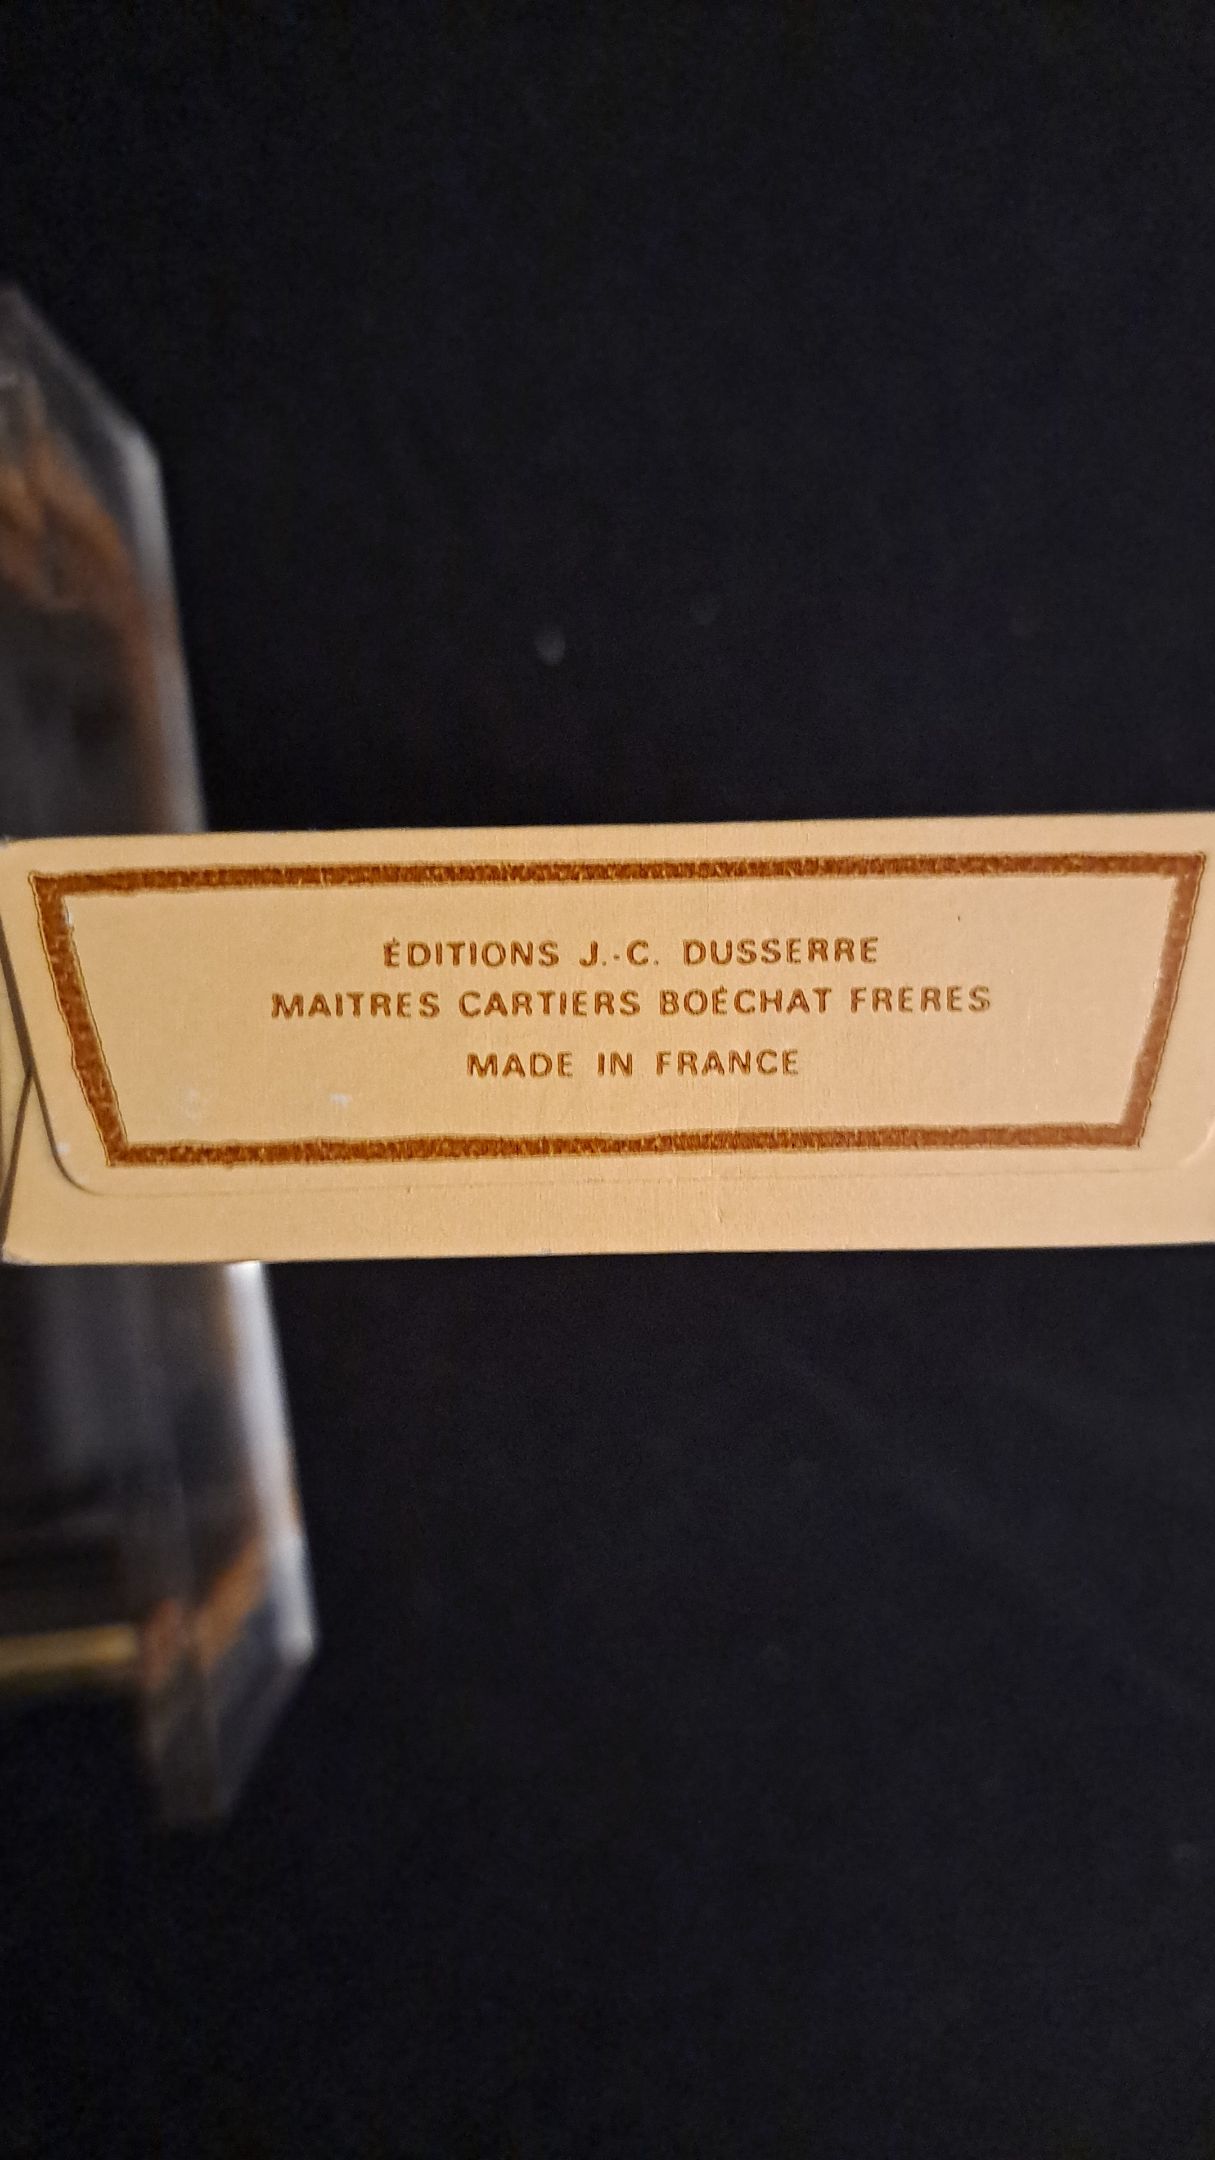 ÉDITIONS J.-C. DUSSERRE
MAITRES CARTIERS BOÉCHAT FRERES
MADE IN FRANCE